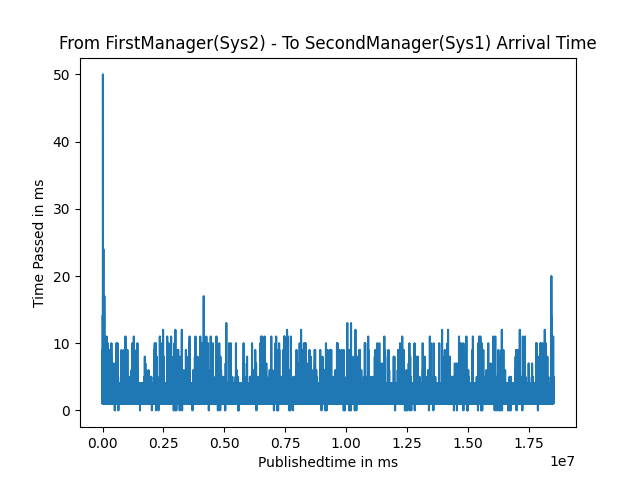 From FirstManager(Sys2) - To SecondManager(Sys1) Arrival Time
50
40
30
20
10
0
Time Passed in ms
0.00 0.25 0.50 0.75 1.00 1.25 1.50 1.75
1e7
Publishedtime in ms